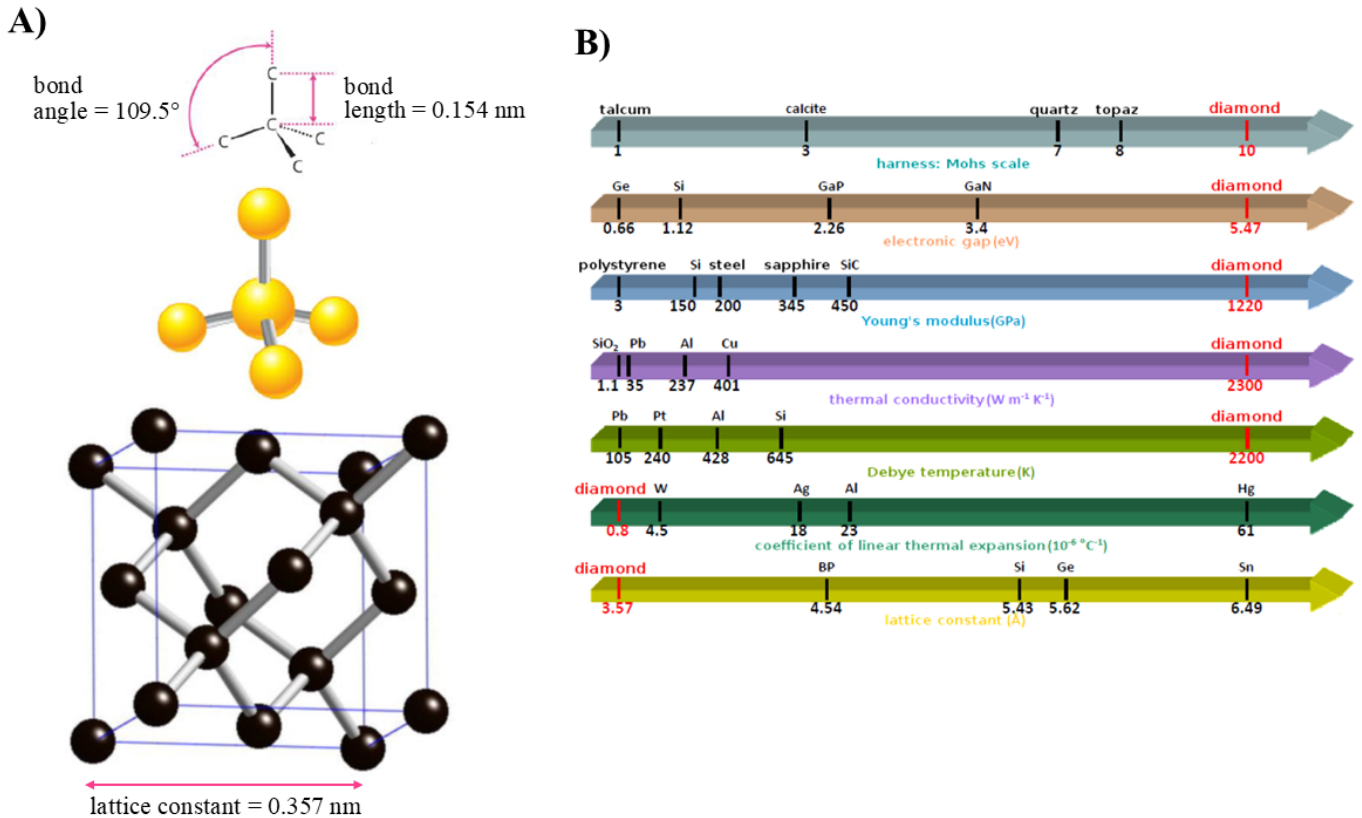 A)
bond
angle = 109.5°
bond
length = 0.154 nm
C
C
C
C
C
lattice constant = 0.357 nm
B)
talcum calcite quartz topaz diamond
1 3 7 8 10
harness: Mohs scale
Ge Si GaP GaN diamond
0.66 1.12 2.26 3.4 5.47
electronic gap (eV)
polystyrene Si steel sapphire SiC diamond
3 150 200 345 450 1220
Young's modulus(GPa)
SiO₂ Pb Al Cu diamond
1.1 35 237 401 2300
thermal conductivity (W m⁻¹ K⁻¹)
Pb Pt Al Si diamond
105 240 428 645 2200
Debye temperature(K)
diamond W Ag Al Hg
0.8 4.5 18 23 61
coefficient of linear thermal expansion (10⁻⁶ °C⁻¹)
diamond BP Si Ge Sn
3.57 4.54 5.43 5.62 6.49
lattice constant (Å)